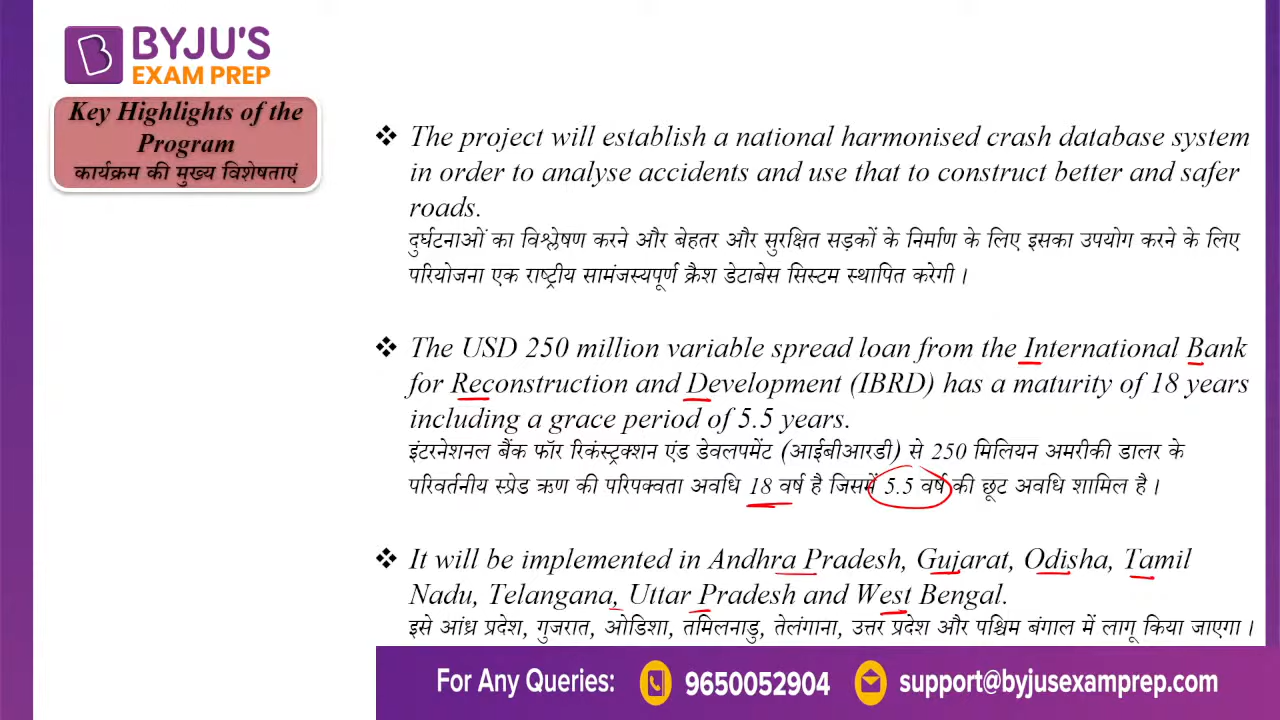 BYJU'S
EXAM PREP
Key Highlights of the
Program
कार्यक्रम की मुख्य विशेषताएं
❖ The project will establish a national harmonised crash database system
in order to analyse accidents and use that to construct better and safer
roads.
दुर्घटनाओं का विश्लेषण करने और बेहतर और सुरक्षित सड़कों के निर्माण के लिए इसका उपयोग करने के लिए
परियोजना एक राष्ट्रीय सामंजस्यपूर्ण क्रैश डेटाबेस सिस्टम स्थापित करेगी।
❖ The USD 250 million variable spread loan from the International Bank
for Reconstruction and Development (IBRD) has a maturity of 18 years
including a grace period of 5.5 years.
इंटरनेशनल बैंक फॉर रिकंस्ट्रक्शन एंड डेवलपमेंट (आईबीआरडी) से 250 मिलियन अमरीकी डालर के
परिवर्तनीय स्प्रेड ऋण की परिपक्वता अवधि 18 वर्ष है जिसमें 5.5 वर्ष की छूट अवधि शामिल है।
❖ It will be implemented in Andhra Pradesh, Gujarat, Odisha, Tamil
Nadu, Telangana, Uttar Pradesh and West Bengal.
इसे आंध्र प्रदेश, गुजरात, ओडिशा, तमिलनाडु, तेलंगाना, उत्तर प्रदेश और पश्चिम बंगाल में लागू किया जाएगा।
For Any Queries: 9650052904 support@byjusexamprep.com